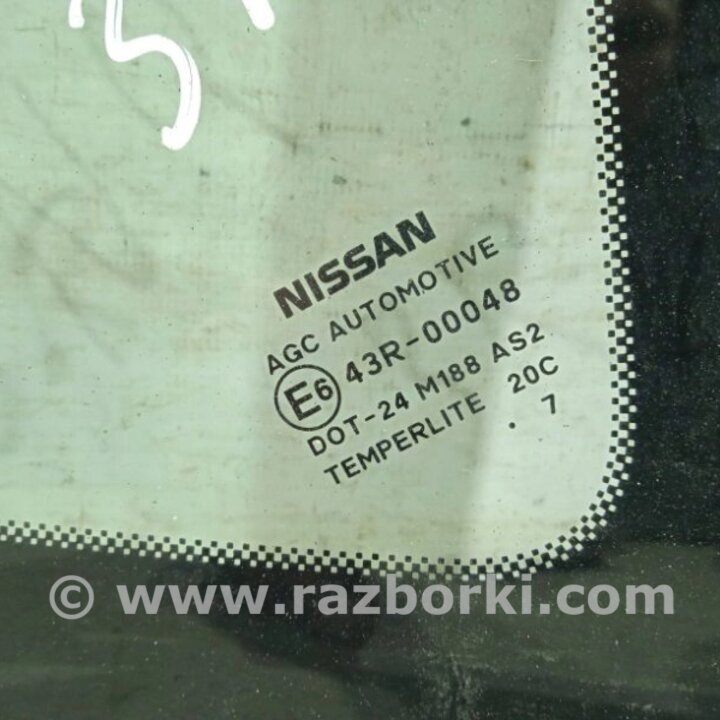 NISSAN
AGC AUTOMOTIVE
E6 43R-00048
DOT-24 M188 AS2
TEMPERLITE 20C
. 7
© www.razborki.com